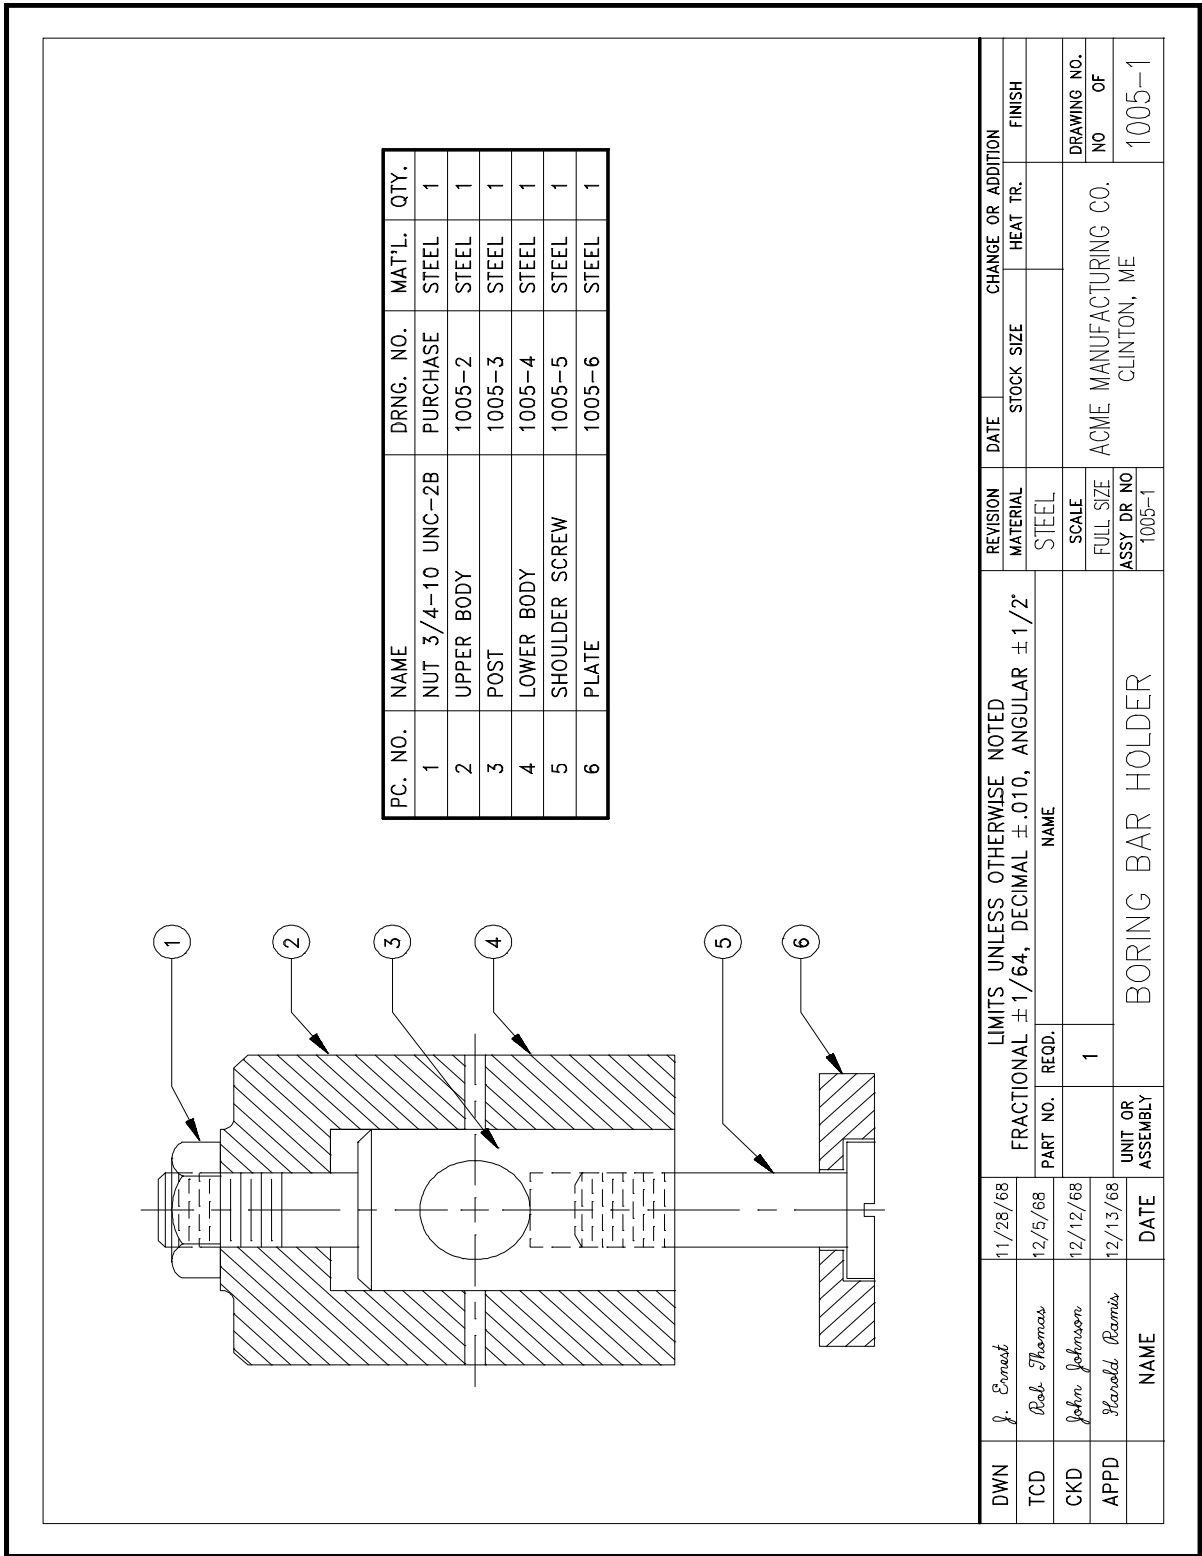 1
2
3
4
5
6
PC. NO. NAME DRNG. NO. MAT'L. QTY.
1 NUT 3/4-10 UNC-2B PURCHASE STEEL 1
2 UPPER BODY 1005-2 STEEL 1
3 POST 1005-3 STEEL 1
4 LOWER BODY 1005-4 STEEL 1
5 SHOULDER SCREW 1005-5 STEEL 1
6 PLATE 1005-6 STEEL 1
DWN J. Ernest 11/28/68
TCD Rob Thomas 12/5/68
CKD John Johnson 12/12/68
APPD Harold Ramis 12/13/68
NAME DATE
LIMITS UNLESS OTHERWISE NOTED
FRACTIONAL ±1/64, DECIMAL ±.010, ANGULAR ±1/2°
PART NO. REQD. NAME
1
UNIT OR
ASSEMBLY
BORING BAR HOLDER
REVISION DATE CHANGE OR ADDITION
MATERIAL STOCK SIZE HEAT TR. FINISH
STEEL
SCALE
FULL SIZE
ASSY DR NO
1005-1
ACME MANUFACTURING CO.
CLINTON, ME
DRAWING NO.
NO OF
1005-1